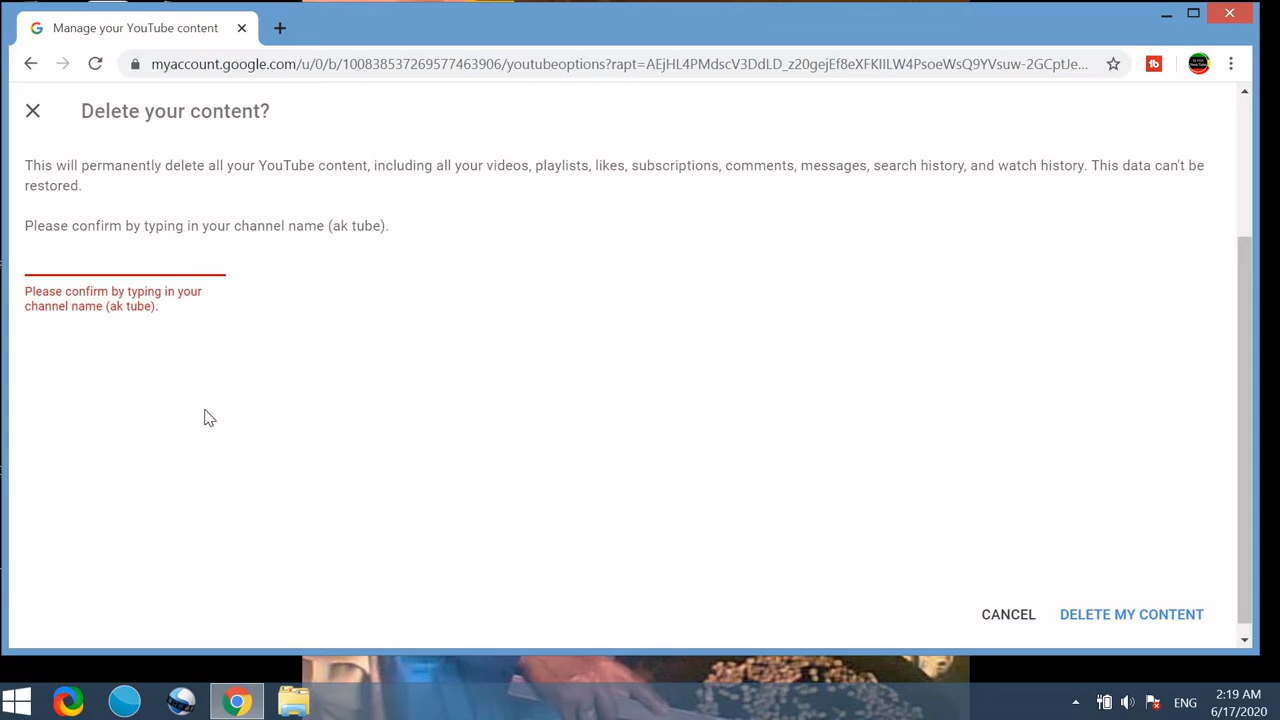 Manage your YouTube content
myaccount.google.com/u/0/b/100838537269577463906/youtubeoptions?rapt=AEjHL4PMdscV3DdLD_z20gejEf8eXFKIILW4PsoeWsQ9YVsuw-2GCptJe...
Delete your content?
This will permanently delete all your YouTube content, including all your videos, playlists, likes, subscriptions, comments, messages, search history, and watch history. This data can't be
restored.
Please confirm by typing in your channel name (ak tube).
Please confirm by typing in your
channel name (ak tube).
CANCEL DELETE MY CONTENT
ENG
2:19 AM
6/17/2020